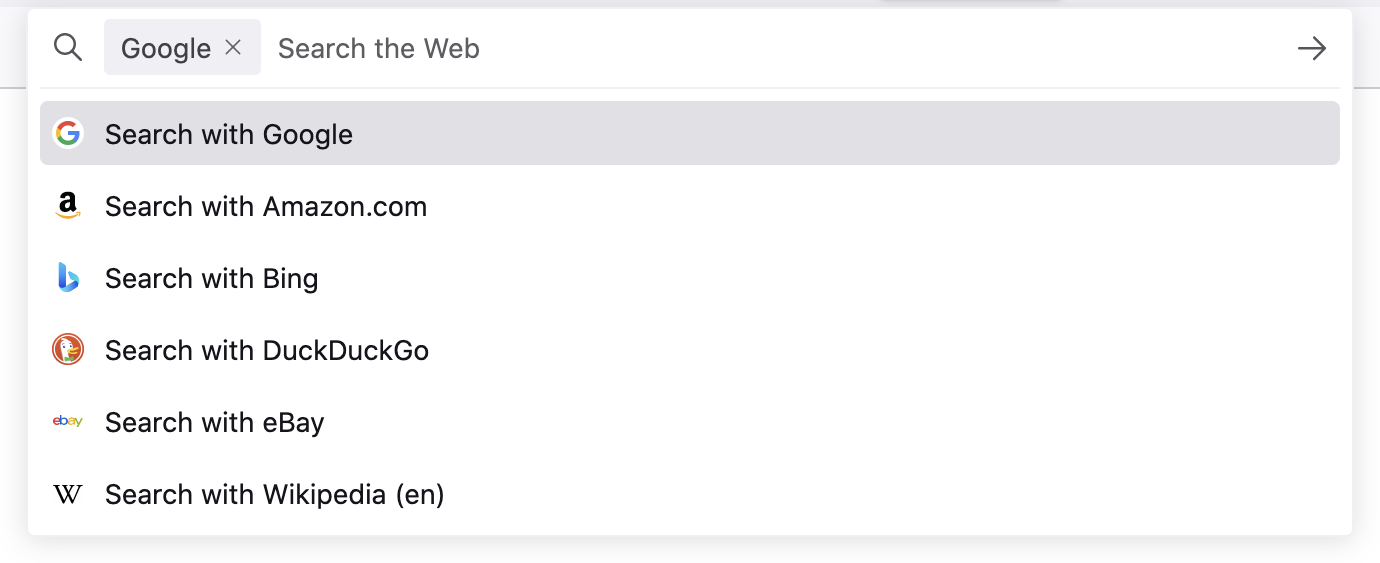 Google Search the Web
Search with Google
a Search with Amazon.com
Search with Bing
Search with DuckDuckGo
ebay Search with eBay
W Search with Wikipedia (en)